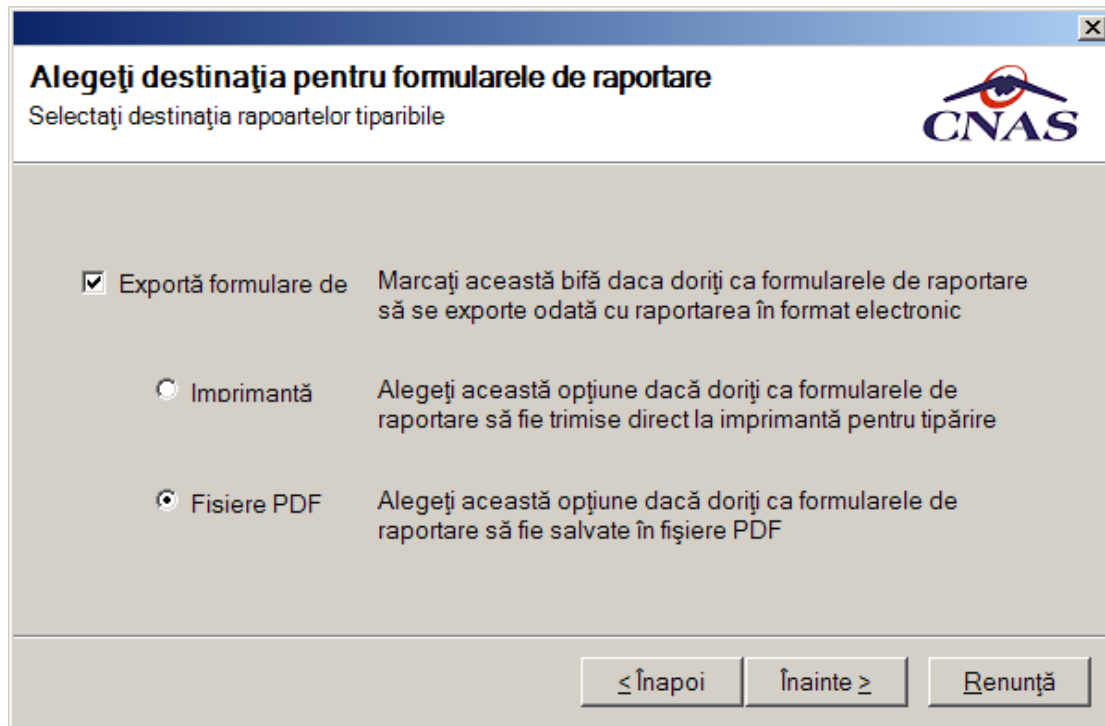 Alegeţi destinaţia pentru formularele de raportare
Selectaţi destinaţia rapoartelor tiparibile
CNAS
Exportă formulare de
Marcaţi această bifă daca doriţi ca formularele de raportare
să se exporte odată cu raportarea în format electronic
Imprimantă
Alegeţi această opţiune dacă doriţi ca formularele de
raportare să fie trimise direct la imprimantă pentru tipărire
Fisiere PDF
Alegeţi această opţiune dacă doriţi ca formularele de
raportare să fie salvate în fişiere PDF
< Înapoi
Înainte >
Renunţă